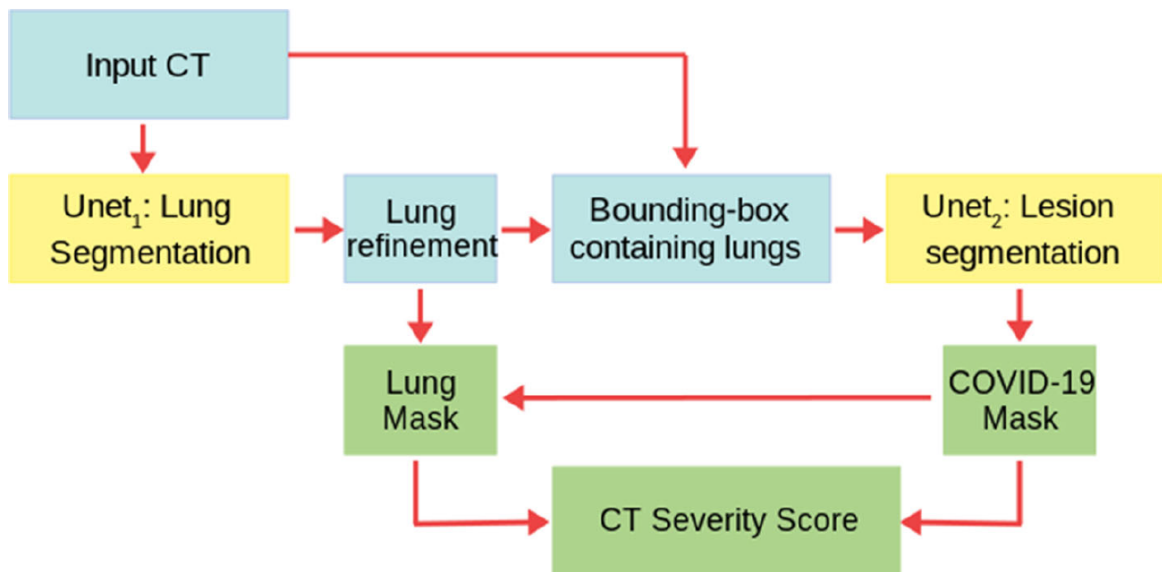 Input CT
Unet₁: Lung
Segmentation
Lung
refinement
Bounding-box
containing lungs
Unet₂: Lesion
segmentation
Lung
Mask
COVID-19
Mask
CT Severity Score